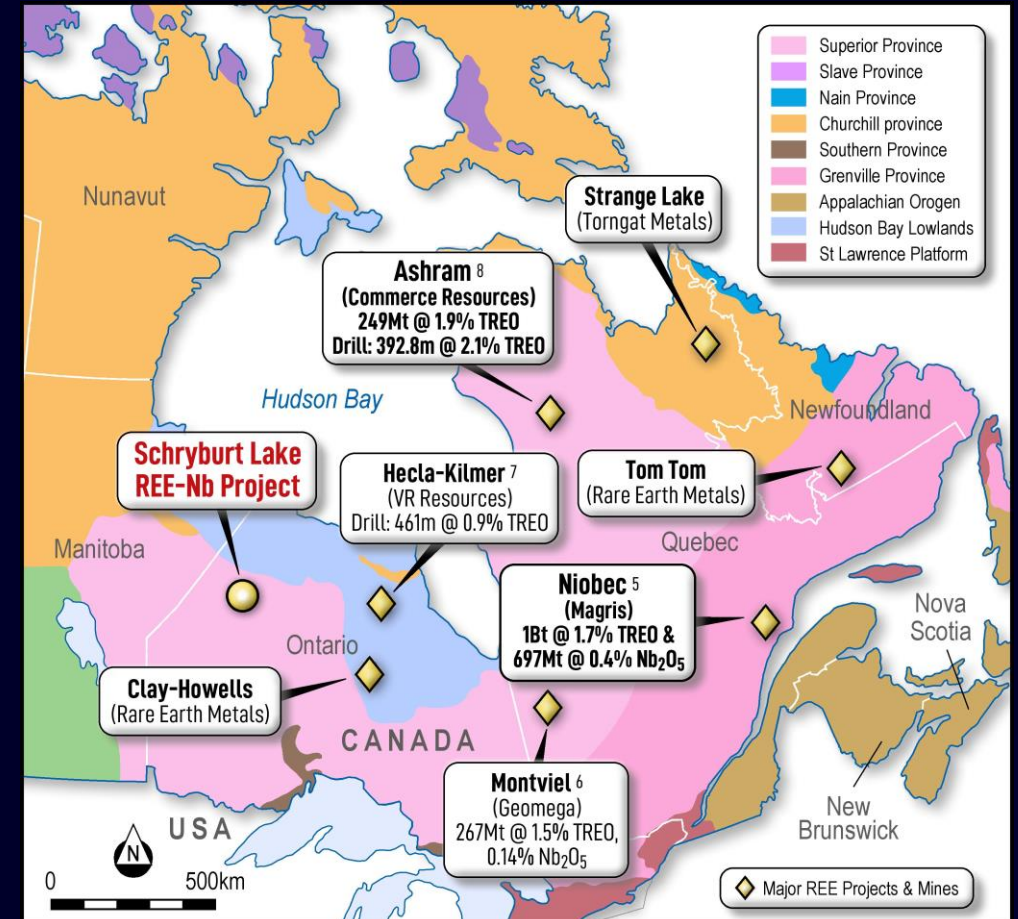 Superior Province
Slave Province
Nain Province
Churchill province
Southern Province
Grenville Province
Appalachian Orogen
Hudson Bay Lowlands
St Lawrence Platform
Nunavut
Strange Lake
(Torngat Metals)
Ashram 8
(Commerce Resources)
249Mt @ 1.9% TREO
Drill: 392.8m @ 2.1% TREO
Hudson Bay
Newfoundland
Schryburt Lake
REE-Nb Project
Hecla-Kilmer 7
(VR Resources)
Drill: 461m @ 0.9% TREO
Tom Tom
(Rare Earth Metals)
Manitoba
Quebec
Niobec 5
(Magris)
1Bt @ 1.7% TREO &
697Mt @ 0.4% Nb₂O₅
Nova
Scotia
Ontario
Clay-Howells
(Rare Earth Metals)
CANADA
Montviel 6
(Geomega)
267Mt @ 1.5% TREO,
0.14% Nb₂O₅
New
Brunswick
USA
N
0 500km
Major REE Projects & Mines